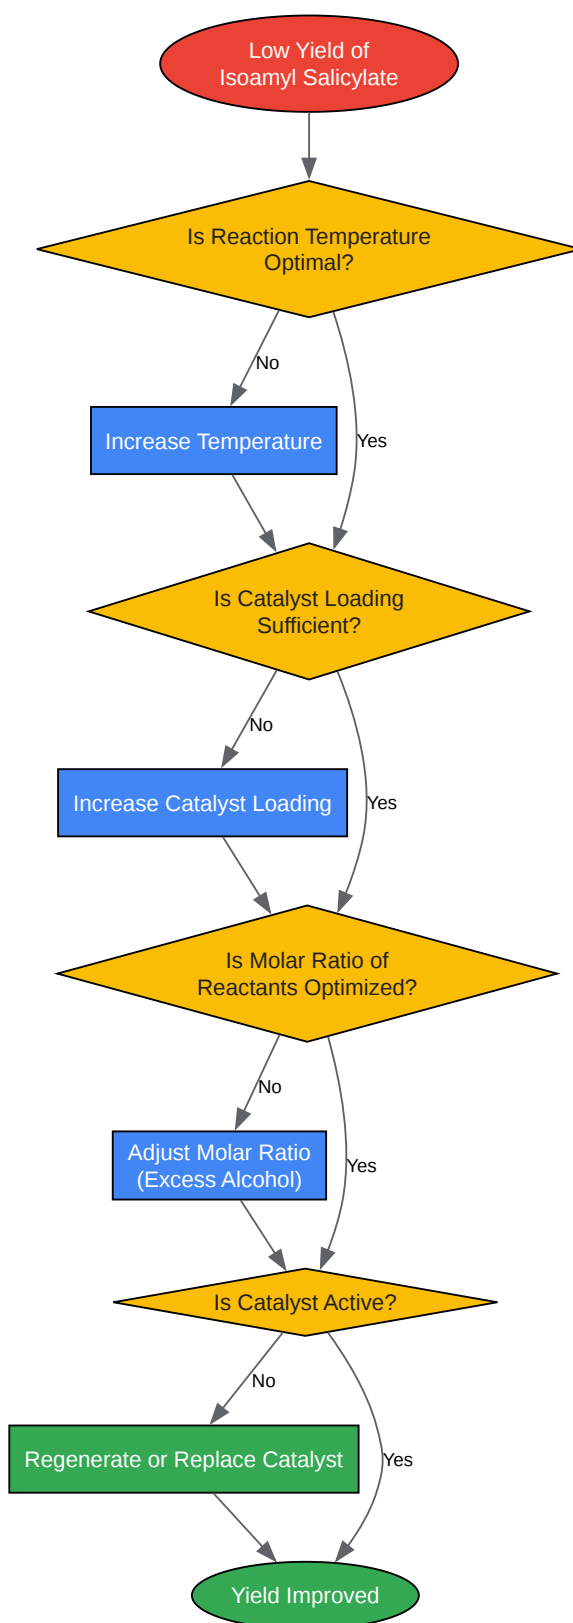 Low Yield of
Isoamyl Salicylate
Is Reaction Temperature
Optimal?
No
Increase Temperature
Yes
Is Catalyst Loading
Sufficient?
No
Increase Catalyst Loading
Yes
Is Molar Ratio of
Reactants Optimized?
No
Adjust Molar Ratio
(Excess Alcohol)
Yes
Is Catalyst Active?
No
Regenerate or Replace Catalyst
Yes
Yield Improved